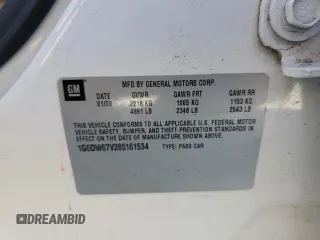 GM
MFD BY GENERAL MOTORS CORP.
DATE GVWR GAWR FRT GAWR RR
01/08 2218 KG 1065 KG 1153 KG
4891 LB 2348 LB 2543 LB
THIS VEHICLE CONFORMS TO ALL APPLICABLE U.S. FEDERAL MOTOR
VEHICLE SAFETY, BUMPER, AND THEFT PREVENTION STANDARDS
IN EFFECT ON THE DATE OF MANUFACTURE SHOWN ABOVE.
1G6DW67V280161534
TYPE: PASS CAR
DREAMBID